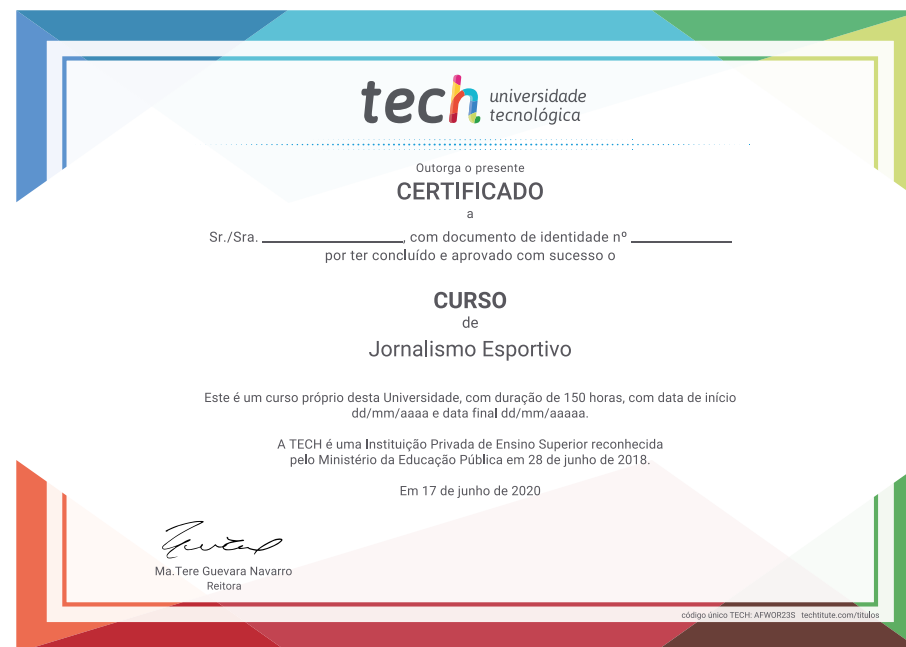 tech universidade
tecnológica
Outorga o presente
CERTIFICADO
a
Sr./Sra. ____________, com documento de identidade nº ____________
por ter concluído e aprovado com sucesso o
CURSO
de
Jornalismo Esportivo
Este é um curso próprio desta Universidade, com duração de 150 horas, com data de início
dd/mm/aaaa e data final dd/mm/aaaaa.
A TECH é uma Instituição Privada de Ensino Superior reconhecida
pelo Ministério da Educação Pública em 28 de junho de 2018.
Em 17 de junho de 2020
Ma.Tere Guevara Navarro
Reitora
código único TECH: AFWOR23S techtitute.com/titulos